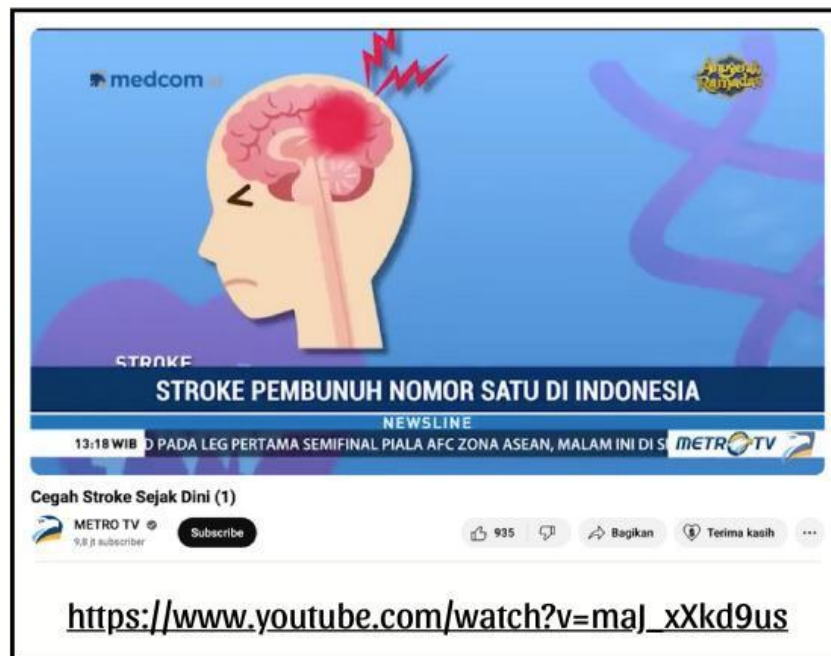 medcom
Anugerah
Ramadan
STROKE
STROKE PEMBUNUH NOMOR SATU DI INDONESIA
NEWSLINE
13:18 WIB D PADA LEG PERTAMA SEMIFINAL PIALA AFC ZONA ASEAN, MALAM INI DI S METRO TV
Cegah Stroke Sejak Dini (1)
METRO TV
9,8 jt subscriber
Subscribe
935
Bagikan
Terima kasih
https://www.youtube.com/watch?v=maJ_xXkd9us